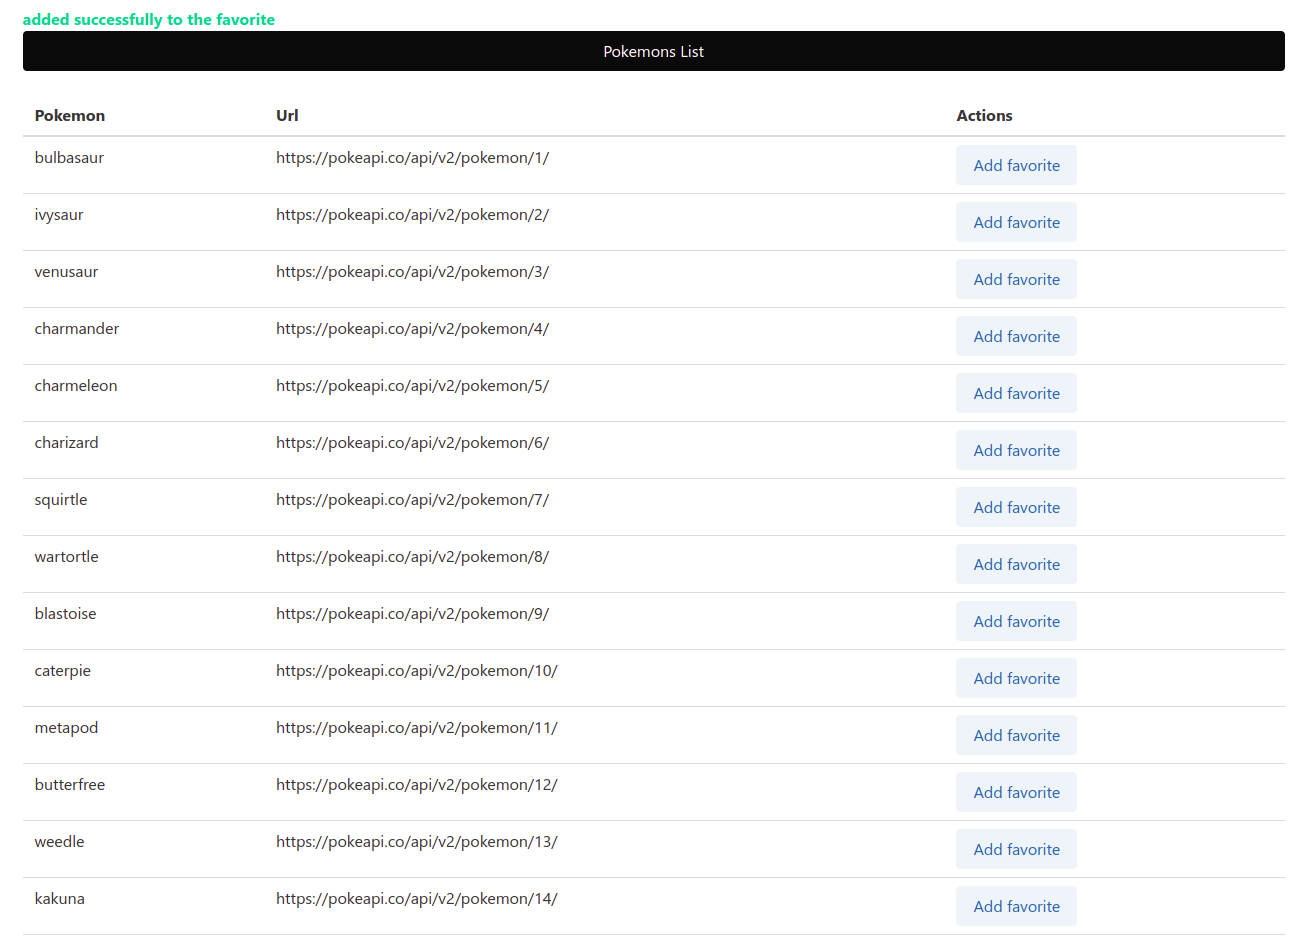 added successfully to the favorite
Pokemons List
Pokemon Url Actions
bulbasaur https://pokeapi.co/api/v2/pokemon/1/ Add favorite
ivysaur https://pokeapi.co/api/v2/pokemon/2/ Add favorite
venusaur https://pokeapi.co/api/v2/pokemon/3/ Add favorite
charmander https://pokeapi.co/api/v2/pokemon/4/ Add favorite
charmeleon https://pokeapi.co/api/v2/pokemon/5/ Add favorite
charizard https://pokeapi.co/api/v2/pokemon/6/ Add favorite
squirtle https://pokeapi.co/api/v2/pokemon/7/ Add favorite
wartortle https://pokeapi.co/api/v2/pokemon/8/ Add favorite
blastoise https://pokeapi.co/api/v2/pokemon/9/ Add favorite
caterpie https://pokeapi.co/api/v2/pokemon/10/ Add favorite
metapod https://pokeapi.co/api/v2/pokemon/11/ Add favorite
butterfree https://pokeapi.co/api/v2/pokemon/12/ Add favorite
weedle https://pokeapi.co/api/v2/pokemon/13/ Add favorite
kakuna https://pokeapi.co/api/v2/pokemon/14/ Add favorite